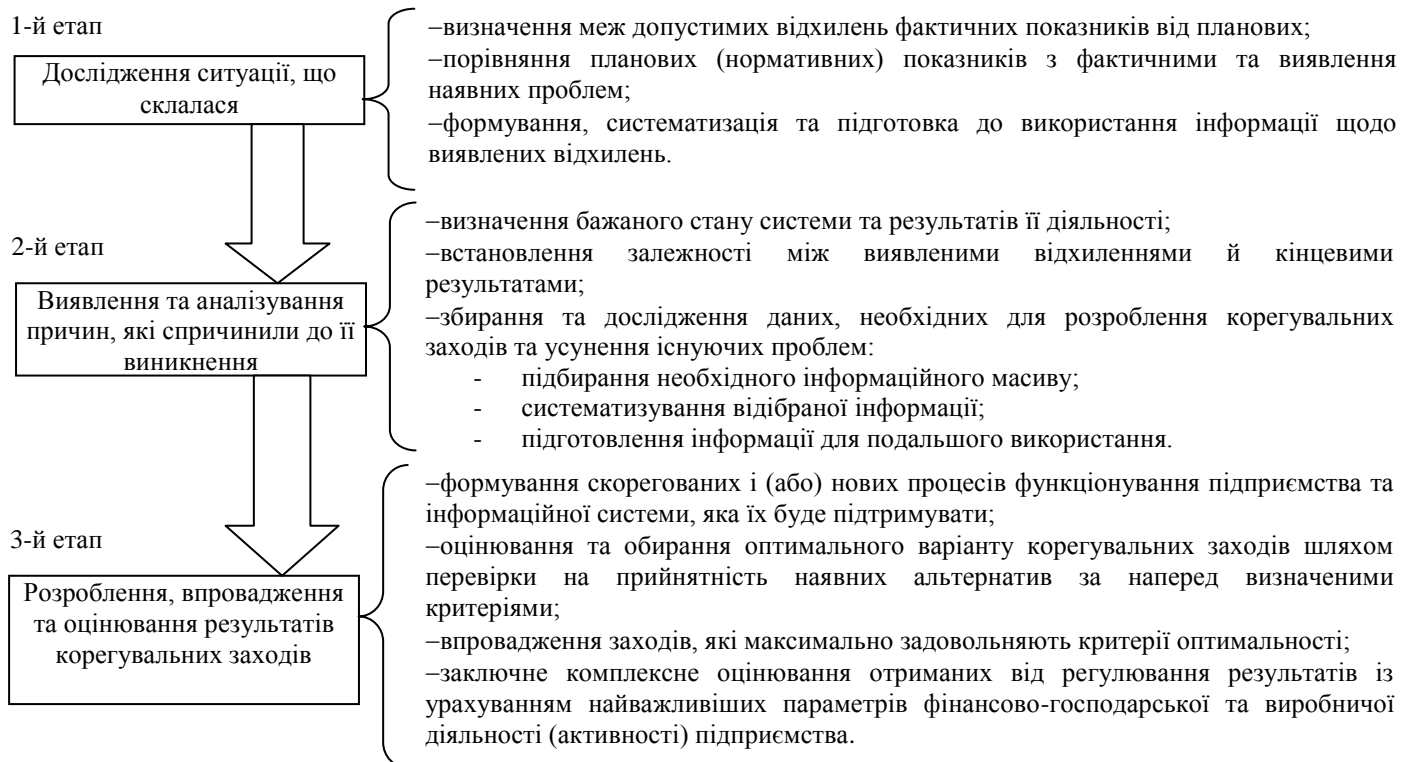 1-й етап
Дослідження ситуації, що
склалася
–визначення меж допустимих відхилень фактичних показників від планових;
–порівняння планових (нормативних) показників з фактичними та виявлення
наявних проблем;
–формування, систематизація та підготовка до використання інформації щодо
виявлених відхилень.
2-й етап
Виявлення та аналізування
причин, які спричинили до її
виникнення
–визначення бажаного стану системи та результатів її діяльності;
–встановлення залежності між виявленими відхиленнями й кінцевими
результатами;
–збирання та дослідження даних, необхідних для розроблення корегувальних
заходів та усунення існуючих проблем:
- підбирання необхідного інформаційного масиву;
- систематизування відібраної інформації;
- підготовлення інформації для подальшого використання.
3-й етап
Розроблення, впровадження
та оцінювання результатів
корегувальних заходів
–формування скорегованих і (або) нових процесів функціонування підприємства та
інформаційної системи, яка їх буде підтримувати;
–оцінювання та обирання оптимального варіанту корегувальних заходів шляхом
перевірки на прийнятність наявних альтернатив за наперед визначеними
критеріями;
–впровадження заходів, які максимально задовольняють критерії оптимальності;
–заключне комплексне оцінювання отриманих від регулювання результатів із
урахуванням найважливіших параметрів фінансово-господарської та виробничої
діяльності (активності) підприємства.